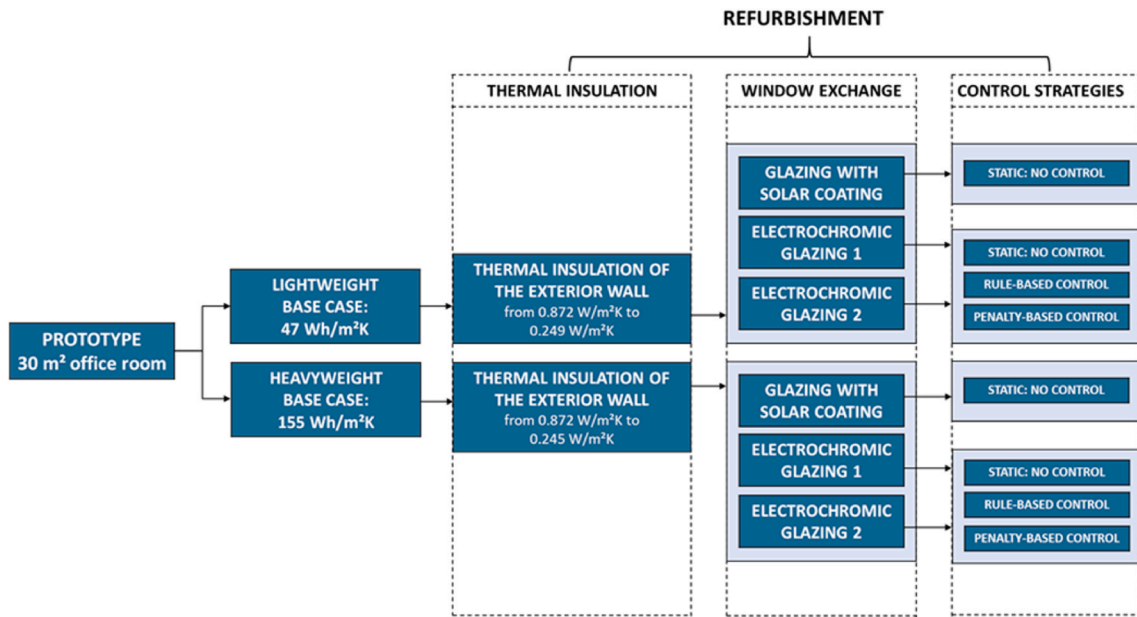 REFURBISHMENT
THERMAL INSULATION
WINDOW EXCHANGE
CONTROL STRATEGIES
PROTOTYPE
30 m² office room
LIGHTWEIGHT
BASE CASE:
47 Wh/m²K
HEAVYWEIGHT
BASE CASE:
155 Wh/m²K
THERMAL INSULATION OF
THE EXTERIOR WALL
from 0.872 W/m²K to
0.249 W/m²K
THERMAL INSULATION OF
THE EXTERIOR WALL
from 0.872 W/m²K to
0.245 W/m²K
GLAZING WITH
SOLAR COATING
ELECTROCHROMIC
GLAZING 1
ELECTROCHROMIC
GLAZING 2
GLAZING WITH
SOLAR COATING
ELECTROCHROMIC
GLAZING 1
ELECTROCHROMIC
GLAZING 2
STATIC: NO CONTROL
STATIC: NO CONTROL
RULE-BASED CONTROL
PENALTY-BASED CONTROL
STATIC: NO CONTROL
STATIC: NO CONTROL
RULE-BASED CONTROL
PENALTY-BASED CONTROL